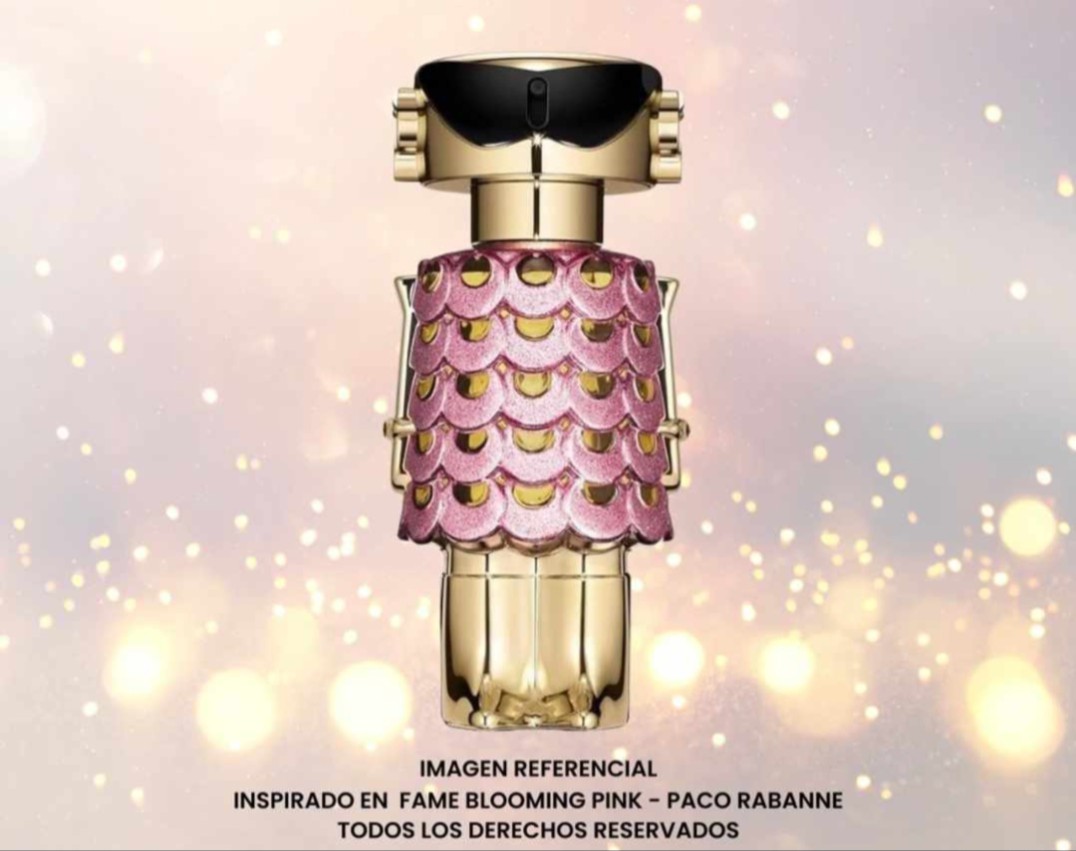 IMAGEN REFERENCIAL
INSPIRADO EN FAME BLOOMING PINK - PACO RABANNE
TODOS LOS DERECHOS RESERVADOS